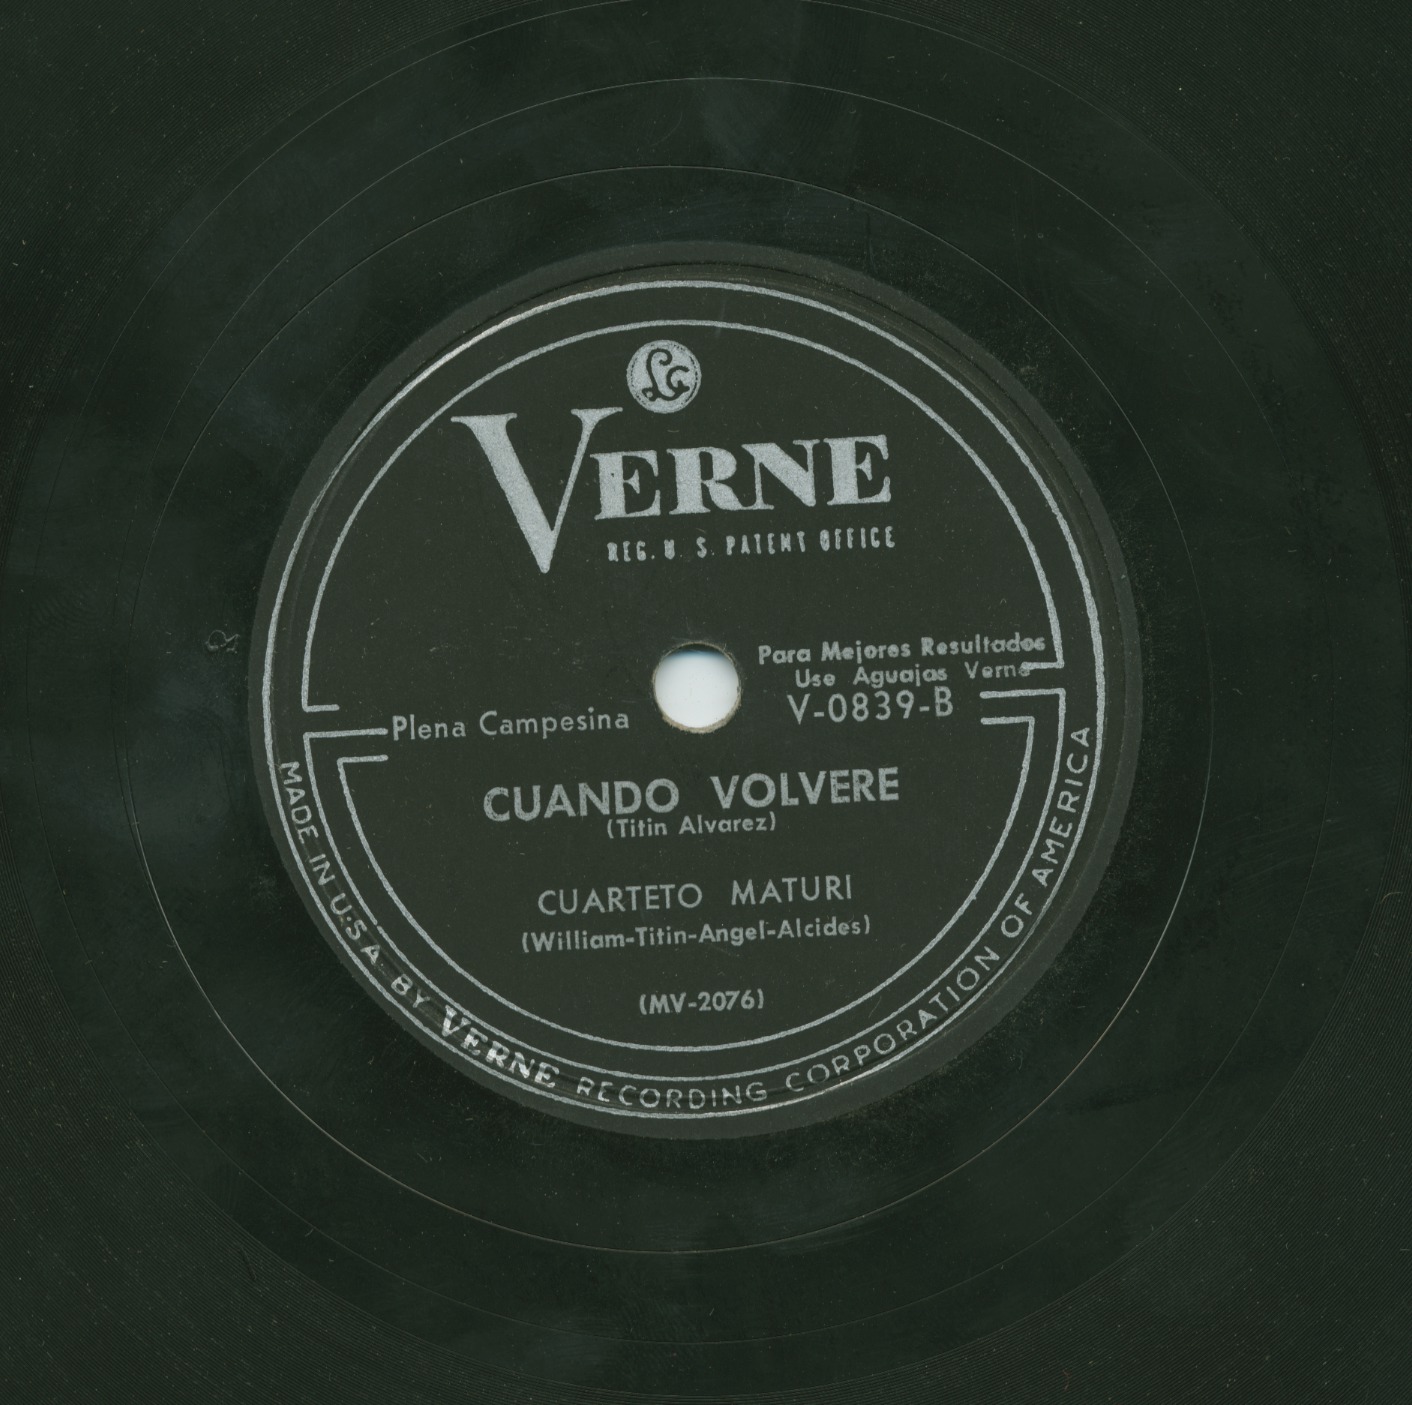 LG
VERNE
REG. U. S. PATENT OFFICE
Para Mejores Resultados
Use Aguajas Verne
V-0839-B
Plena Campesina
CUANDO VOLVERE
(Titin Alvarez)
CUARTETO MATURI
(William-Titin-Angel-Alcides)
(MV-2076)
MADE IN U.S.A. BY VERNE RECORDING CORPORATION OF AMERICA